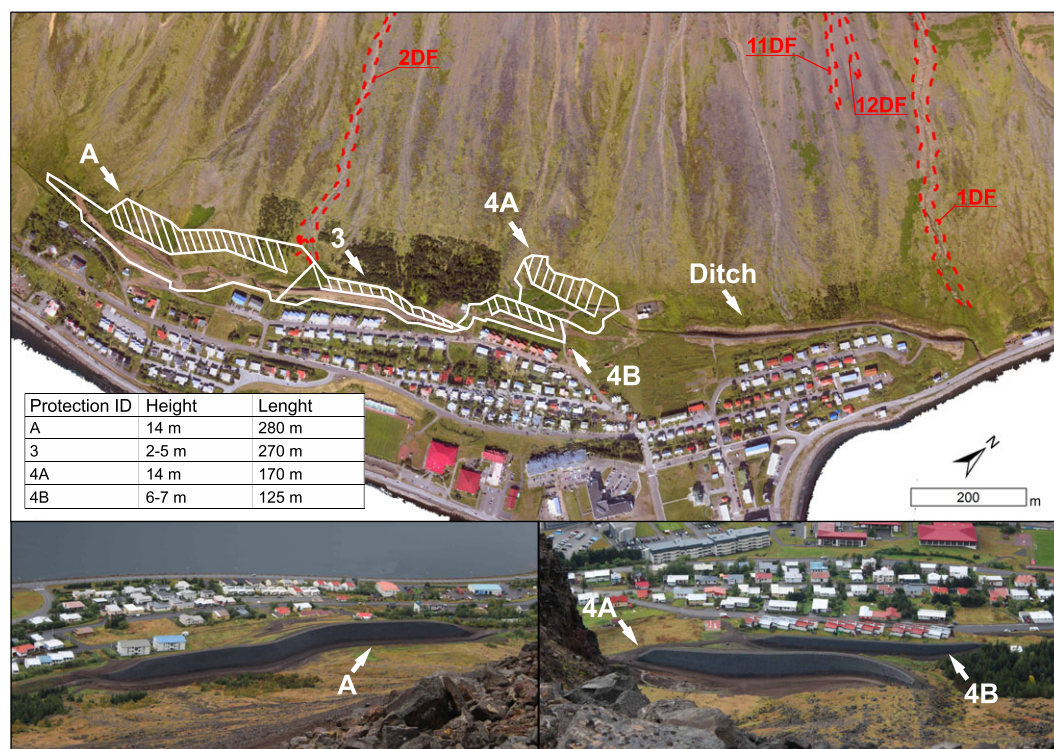 2DF
11DF
12DF
A
4A
1DF
3
Ditch
4B
Protection ID Height Lenght
A 14 m 280 m
3 2-5 m 270 m
4A 14 m 170 m
4B 6-7 m 125 m
N
200 m
A
4A
4B